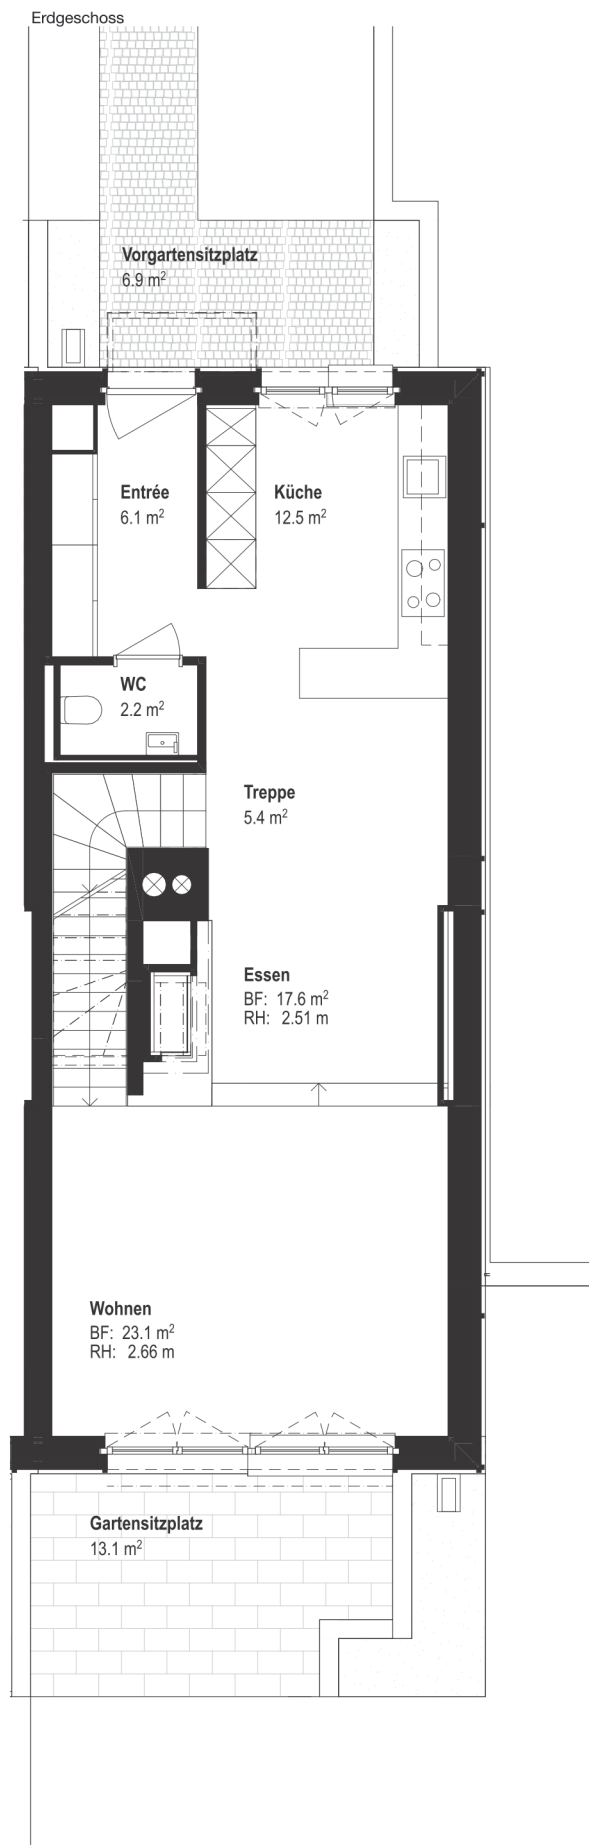 Erdgeschoss
Vorgartensitzplatz
6.9 m²
Entrée
6.1 m²
Küche
12.5 m²
WC
2.2 m²
Treppe
5.4 m²
Essen
BF: 17.6 m²
RH: 2.51 m
Wohnen
BF: 23.1 m²
RH: 2.66 m
Gartensitzplatz
13.1 m²